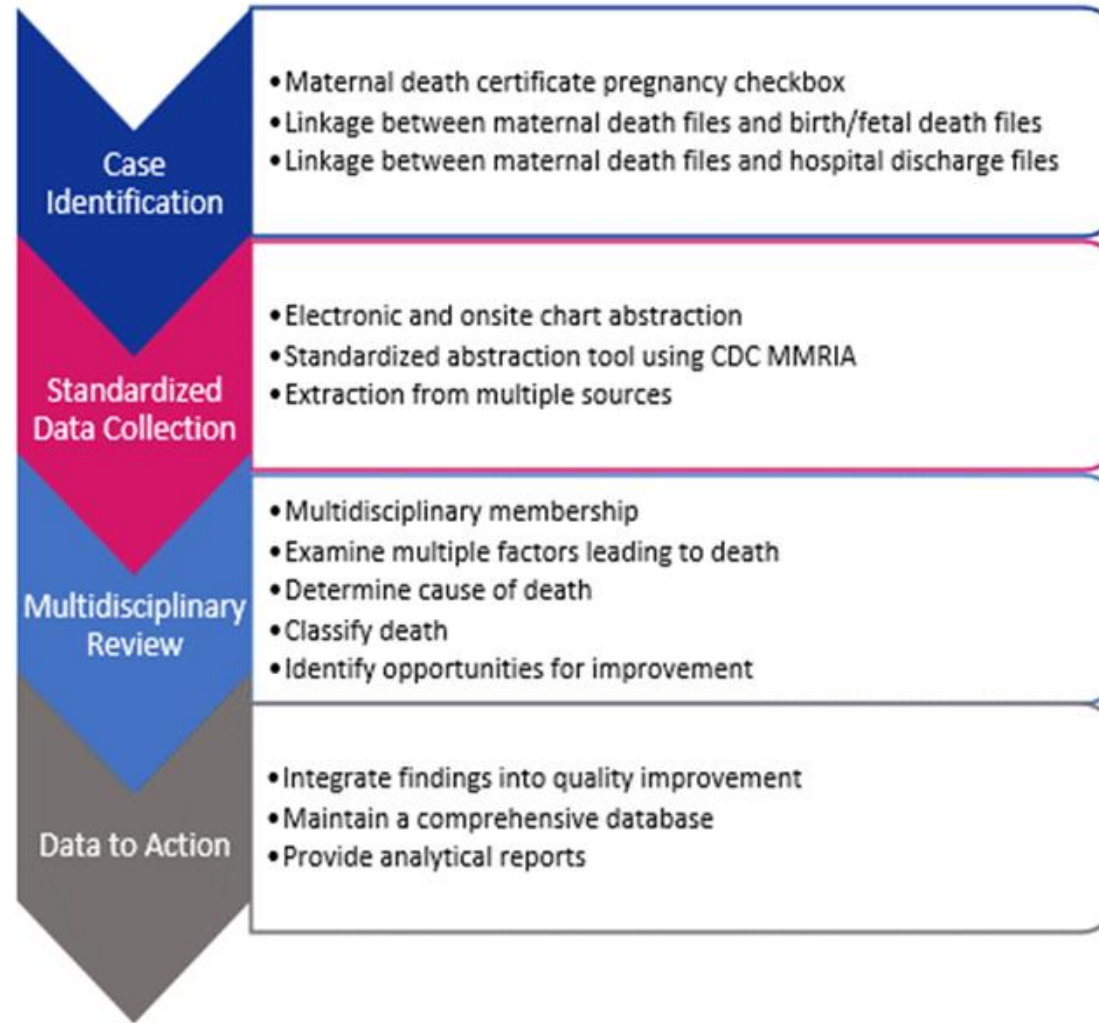 Case
Identification
•Maternal death certificate pregnancy checkbox
•Linkage between maternal death files and birth/fetal death files
•Linkage between maternal death files and hospital discharge files
Standardized
Data Collection
•Electronic and onsite chart abstraction
•Standardized abstraction tool using CDC MMRIA
•Extraction from multiple sources
Multidisciplinary
Review
•Multidisciplinary membership
•Examine multiple factors leading to death
•Determine cause of death
•Classify death
•Identify opportunities for improvement
Data to Action
•Integrate findings into quality improvement
•Maintain a comprehensive database
•Provide analytical reports